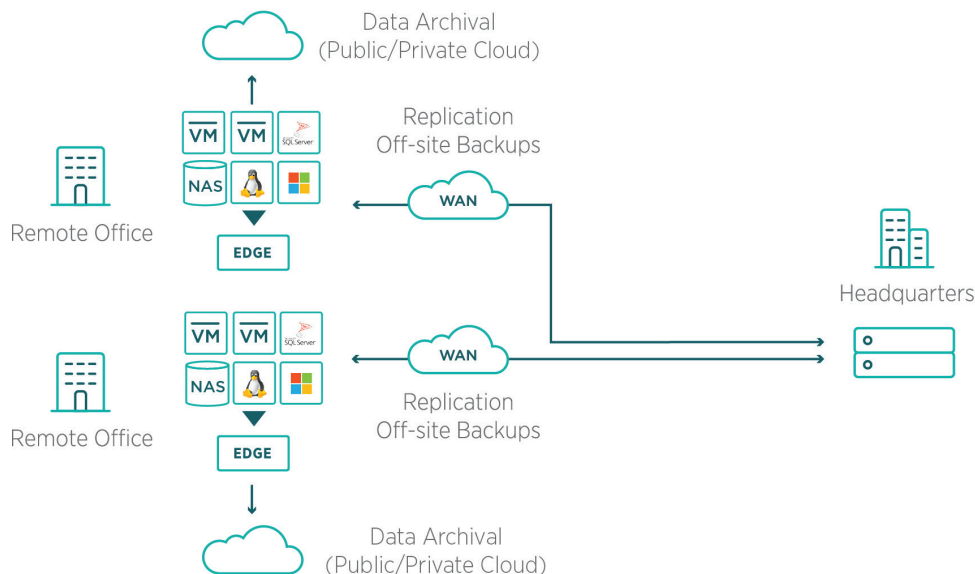 Data Archival
(Public/Private Cloud)
VM
VM
SQL Server
Replication
Off-site Backups
NAS
WAN
Remote Office
EDGE
Headquarters
VM
VM
SQL Server
WAN
NAS
Replication
Off-site Backups
Remote Office
EDGE
Data Archival
(Public/Private Cloud)